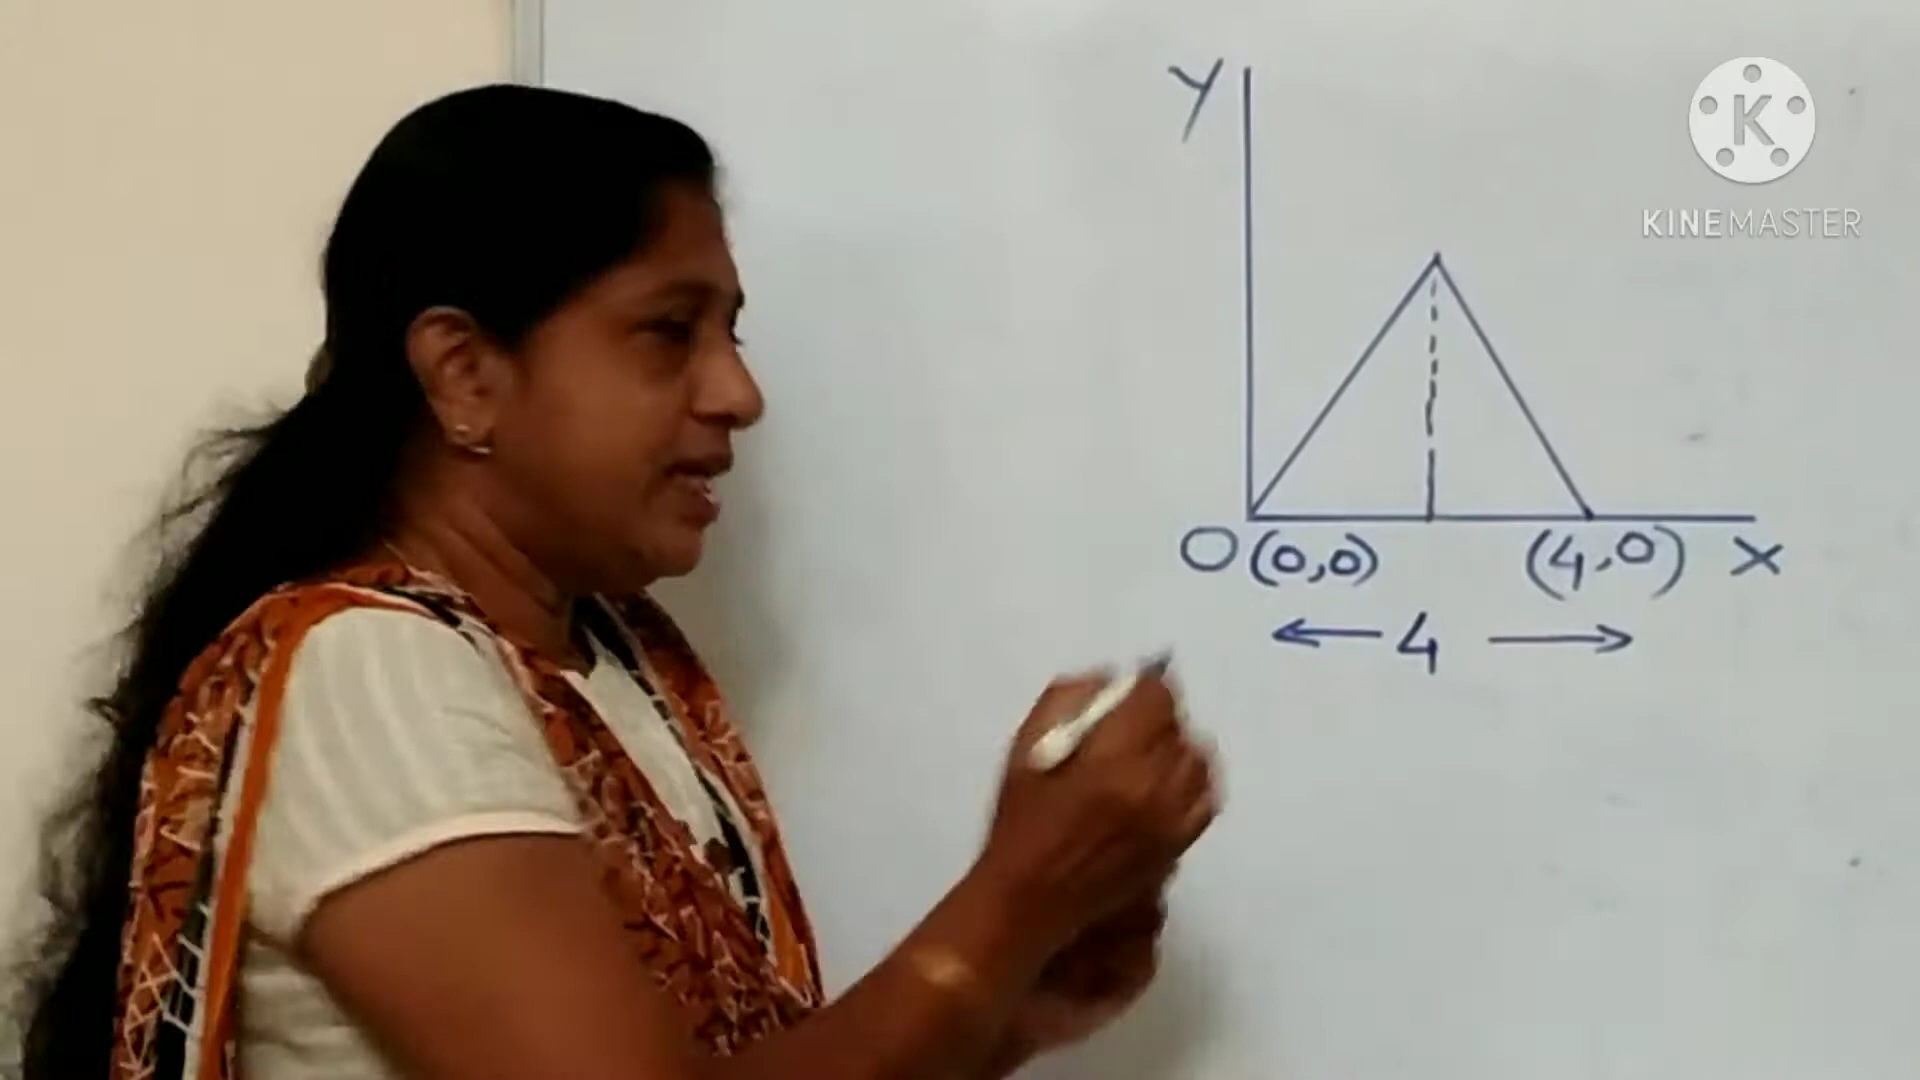 Y
K
KINEMASTER
O (0,0) (4,0) X
← 4 →